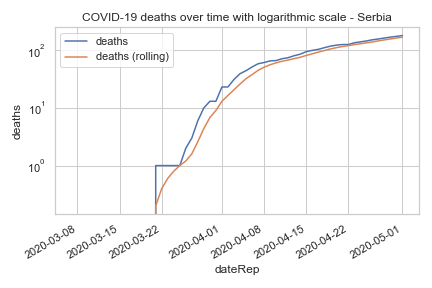 COVID-19 deaths over time with logarithmic scale - Serbia
deaths
deaths (rolling)
10²
10¹
10⁰
deaths
2020-03-08
2020-03-15
2020-03-22
2020-04-01
2020-04-08
2020-04-15
2020-04-22
2020-05-01
dateRep